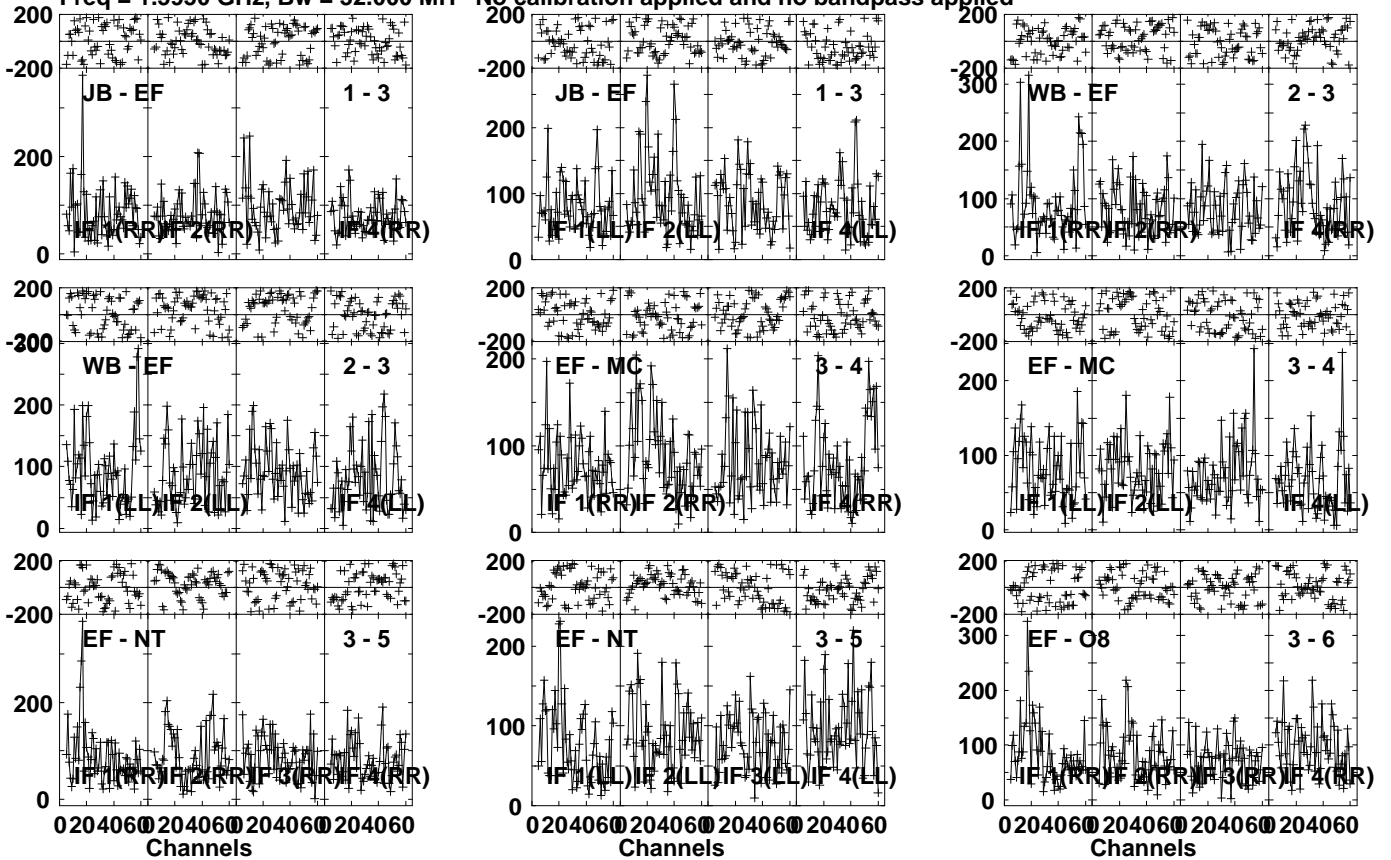 Freq = 1.5950 GHz, Bw = 32.000 MH No calibration applied and no bandpass applied
200
-200
JB - EF 1 - 3
200
0
IF 1(RR) IF 2(RR) IF 4(RR)
200
-200
JB - EF 1 - 3
200
100
0
IF 1(LL) IF 2(LL) IF 4(LL)
200
-200
300
WB - EF 2 - 3
200
100
0
IF 1(RR) IF 2(RR) IF 4(RR)
200
-200
300
WB - EF 2 - 3
200
100
0
IF 1(LL) IF 2(LL) IF 4(LL)
200
-200
EF - MC 3 - 4
200
100
0
IF 1(RR) IF 2(RR) IF 4(RR)
200
-200
EF - MC 3 - 4
200
100
0
IF 1(LL) IF 2(LL) IF 4(LL)
200
-200
EF - NT 3 - 5
200
0
IF 1(RR) IF 2(RR) IF 3(RR) IF 4(RR)
0 20 40 60 0 20 40 60 0 20 40 60 0 20 40 60
Channels
200
-200
EF - NT 3 - 5
200
100
0
IF 1(LL) IF 2(LL) IF 3(LL) IF 4(LL)
0 20 40 60 0 20 40 60 0 20 40 60 0 20 40 60
Channels
200
-200
300
EF - O8 3 - 6
200
100
0
IF 1(RR) IF 2(RR) IF 3(RR) IF 4(RR)
0 20 40 60 0 20 40 60 0 20 40 60 0 20 40 60
Channels